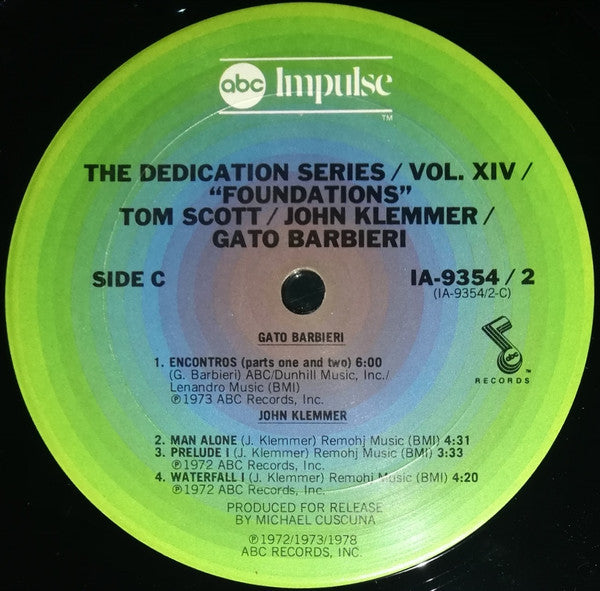 abc Impulse
TM
THE DEDICATION SERIES / VOL. XIV /
"FOUNDATIONS"
TOM SCOTT / JOHN KLEMMER /
GATO BARBIERI
SIDE C
IA-9354 / 2
(IA-9354/2-C)
GATO BARBIERI
1. ENCONTROS (parts one and two) 6:00
(G. Barbieri) ABC/Dunhill Music, Inc./
Lenandro Music (BMI)
℗1973 ABC Records, Inc.
abc
TM
RECORDS
JOHN KLEMMER
2. MAN ALONE (J. Klemmer) Remohj Music (BMI) 4:31
3. PRELUDE I (J. Klemmer) Remohj Music (BMI) 3:33
℗1972 ABC Records, Inc.
4. WATERFALL I (J. Klemmer) Remohj Music (BMI) 4:20
℗1972 ABC Records, Inc.
PRODUCED FOR RELEASE
BY MICHAEL CUSCUNA
℗1972/1973/1978
ABC RECORDS, INC.